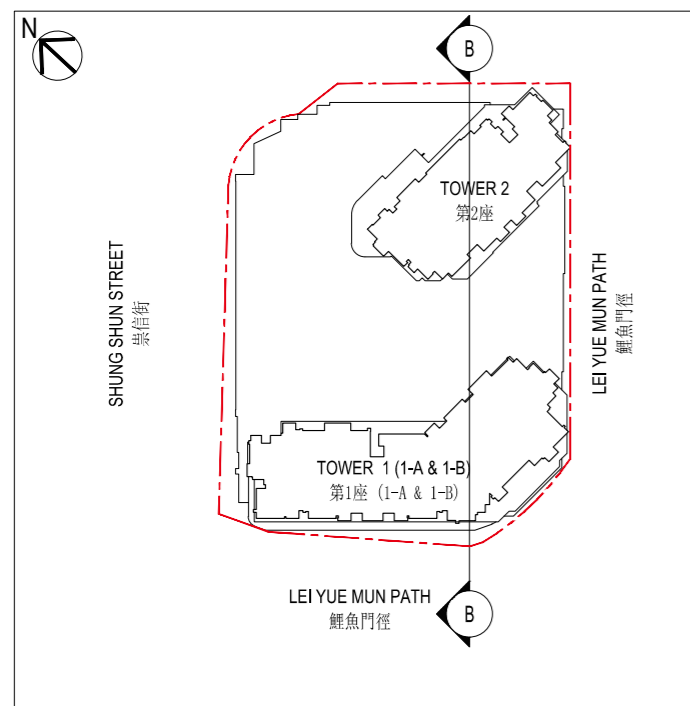 N
B
TOWER 2
第2座
SHUNG SHUN STREET
崇信街
LEI YUE MUN PATH
鯉魚門徑
TOWER 1 (1-A & 1-B)
第1座 (1-A & 1-B)
LEI YUE MUN PATH
鯉魚門徑
B